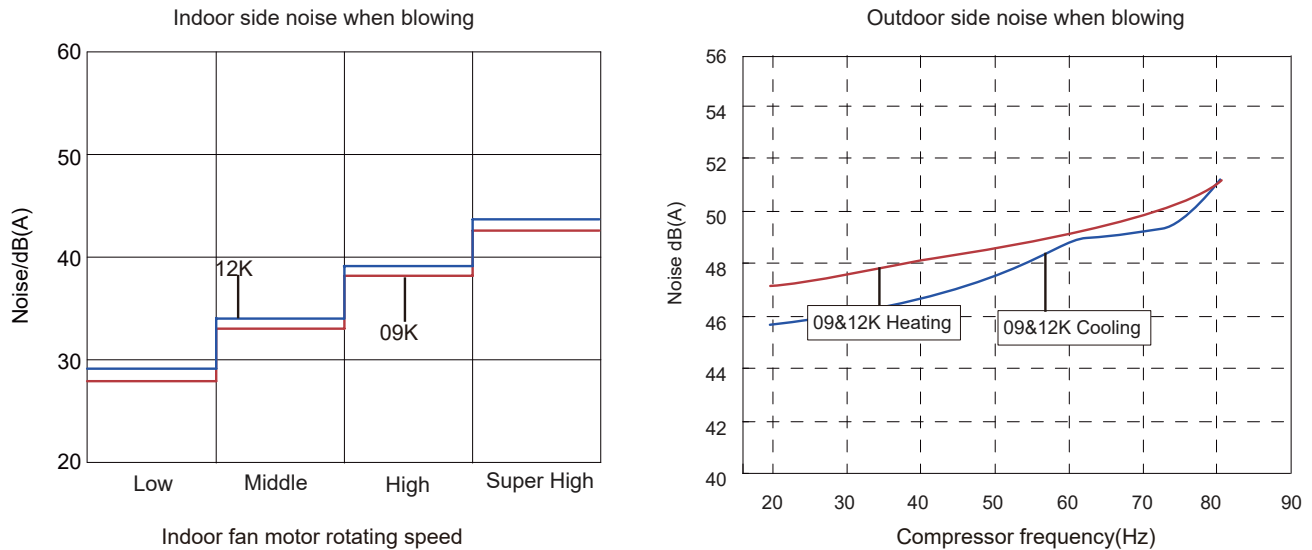 Indoor side noise when blowing
60
50
40
30
20
Noise/dB(A)
12K
09K
Low
Middle
High
Super High
Indoor fan motor rotating speed
Outdoor side noise when blowing
56
54
52
50
48
46
44
42
40
Noise dB(A)
09&12K Heating
09&12K Cooling
20 30 40 50 60 70 80 90
Compressor frequency(Hz)